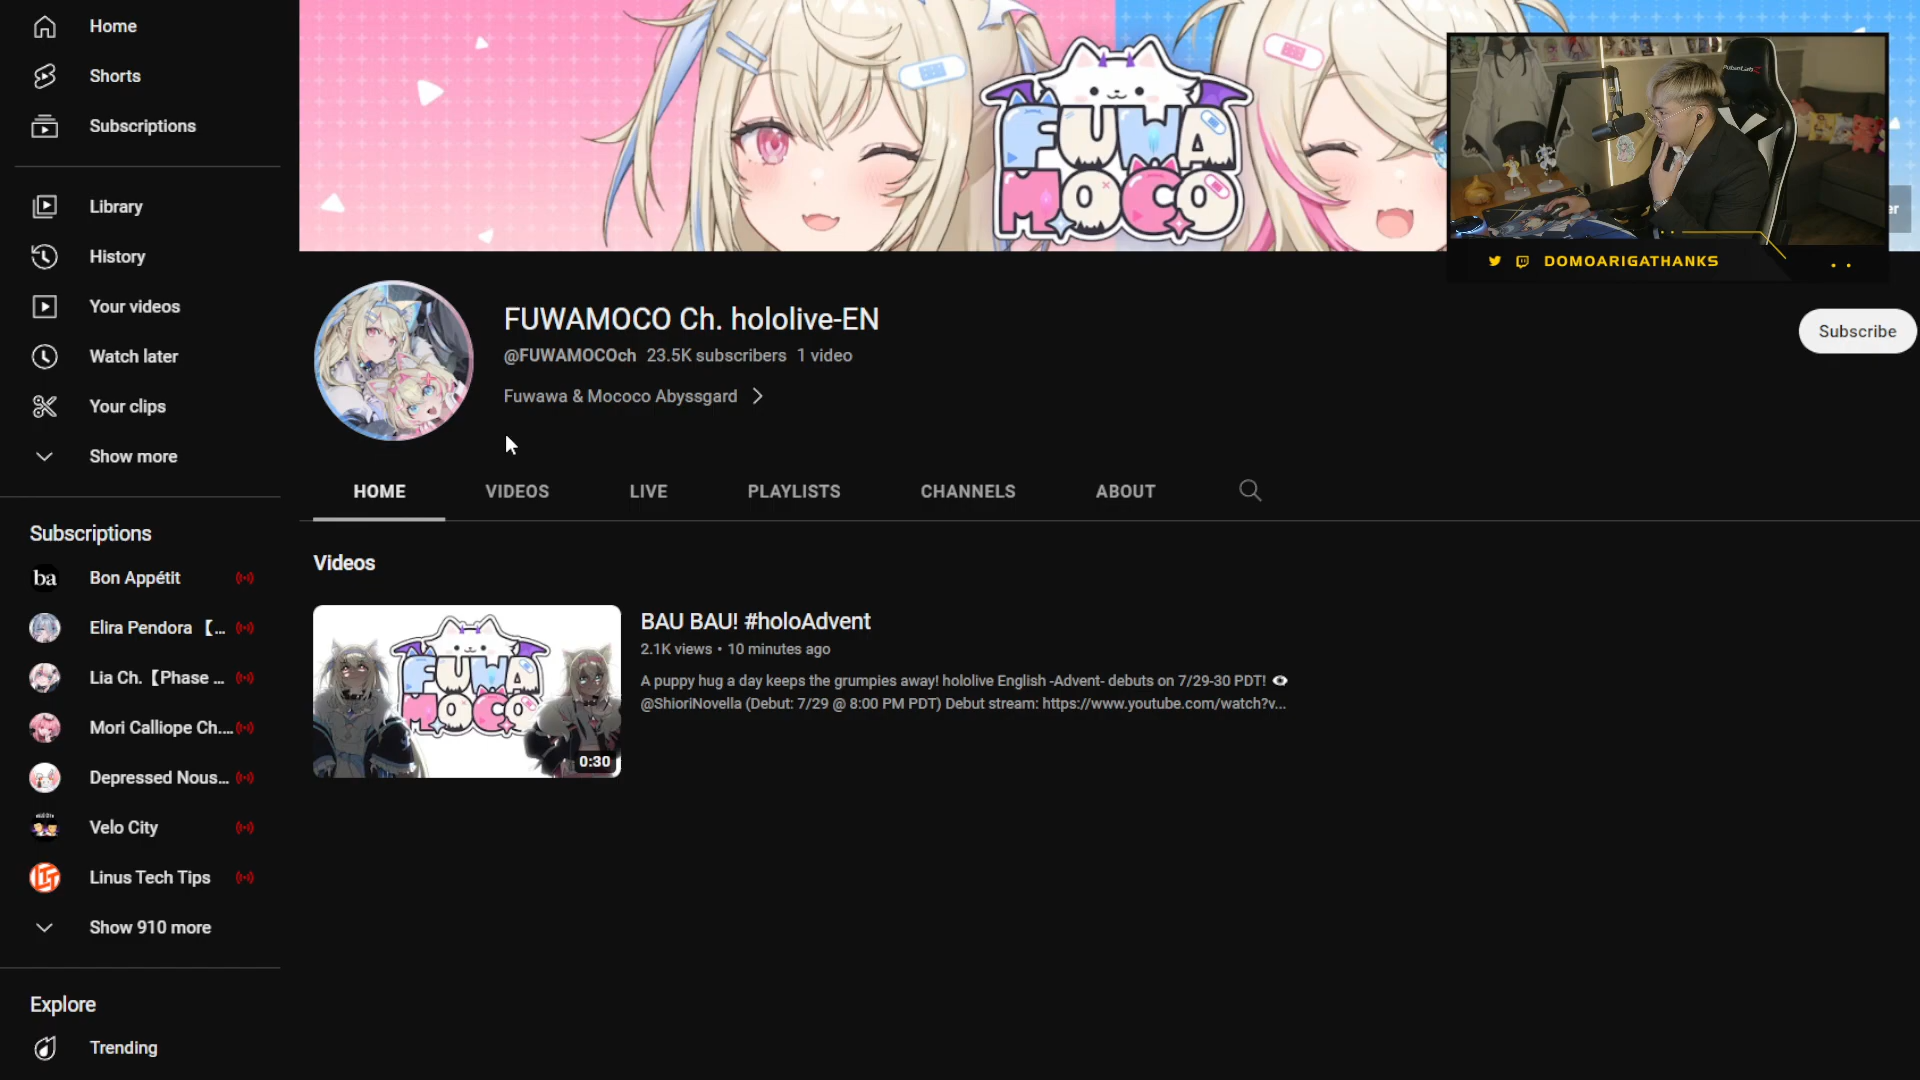 Home
Shorts
Subscriptions
Library
History
Your videos
Watch later
Your clips
Show more
Subscriptions
ba
Bon Appétit
Elira Pendora 【...
Lia Ch.【Phase ...
Mori Calliope Ch....
Depressed Nous...
Velo City
Linus Tech Tips
Show 910 more
Explore
Trending
FUWA
MOCO
DOMOARIGATHANKS
FUWAMOCO Ch. hololive-EN
@FUWAMOCOch 23.5K subscribers 1 video
Fuwawa & Mococo Abyssgard
Subscribe
HOME VIDEOS LIVE PLAYLISTS CHANNELS ABOUT
Videos
FUWA
MOCO
0:30
BAU BAU! #holoAdvent
2.1K views • 10 minutes ago
A puppy hug a day keeps the grumpies away! hololive English -Advent- debuts on 7/29-30 PDT! 👁
@ShioriNovella (Debut: 7/29 @ 8:00 PM PDT) Debut stream: https://www.youtube.com/watch?v...